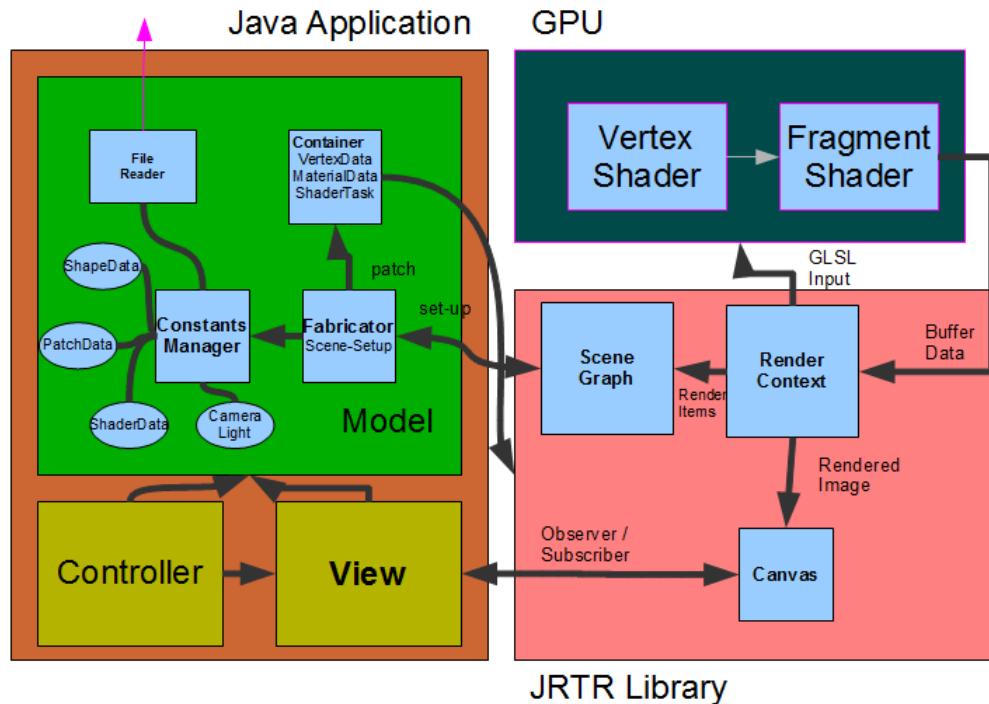 Java Application
GPU
File
Reader
Container
VertexData
MaterialData
ShaderTask
Vertex
Shader
Fragment
Shader
ShapeData
PatchData
ShaderData
Camera
Light
Constants
Manager
patch
Fabricator
Scene-Setup
set-up
Model
GLSL
Input
Scene
Graph
Render
Items
Render
Context
Buffer
Data
Rendered
Image
Controller
View
Observer /
Subscriber
Canvas
JRTR Library